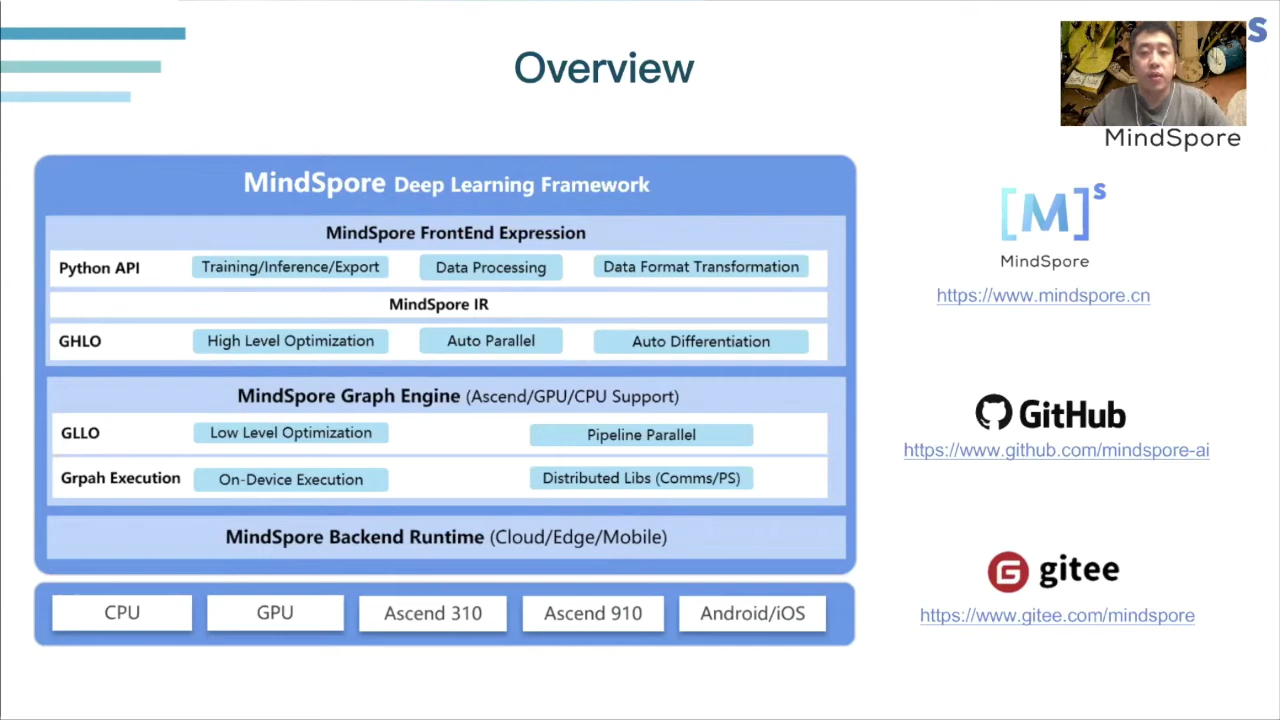 Overview
S
MindSpore
MindSpore Deep Learning Framework
MindSpore FrontEnd Expression
Python API Training/Inference/Export Data Processing Data Format Transformation
MindSpore IR
GHLO High Level Optimization Auto Parallel Auto Differentiation
MindSpore Graph Engine (Ascend/GPU/CPU Support)
GLLO Low Level Optimization Pipeline Parallel
Grpah Execution On-Device Execution Distributed Libs (Comms/PS)
MindSpore Backend Runtime (Cloud/Edge/Mobile)
CPU GPU Ascend 310 Ascend 910 Android/iOS
[M]s
MindSpore
https://www.mindspore.cn
GitHub
https://www.github.com/mindspore-ai
G gitee
https://www.gitee.com/mindspore